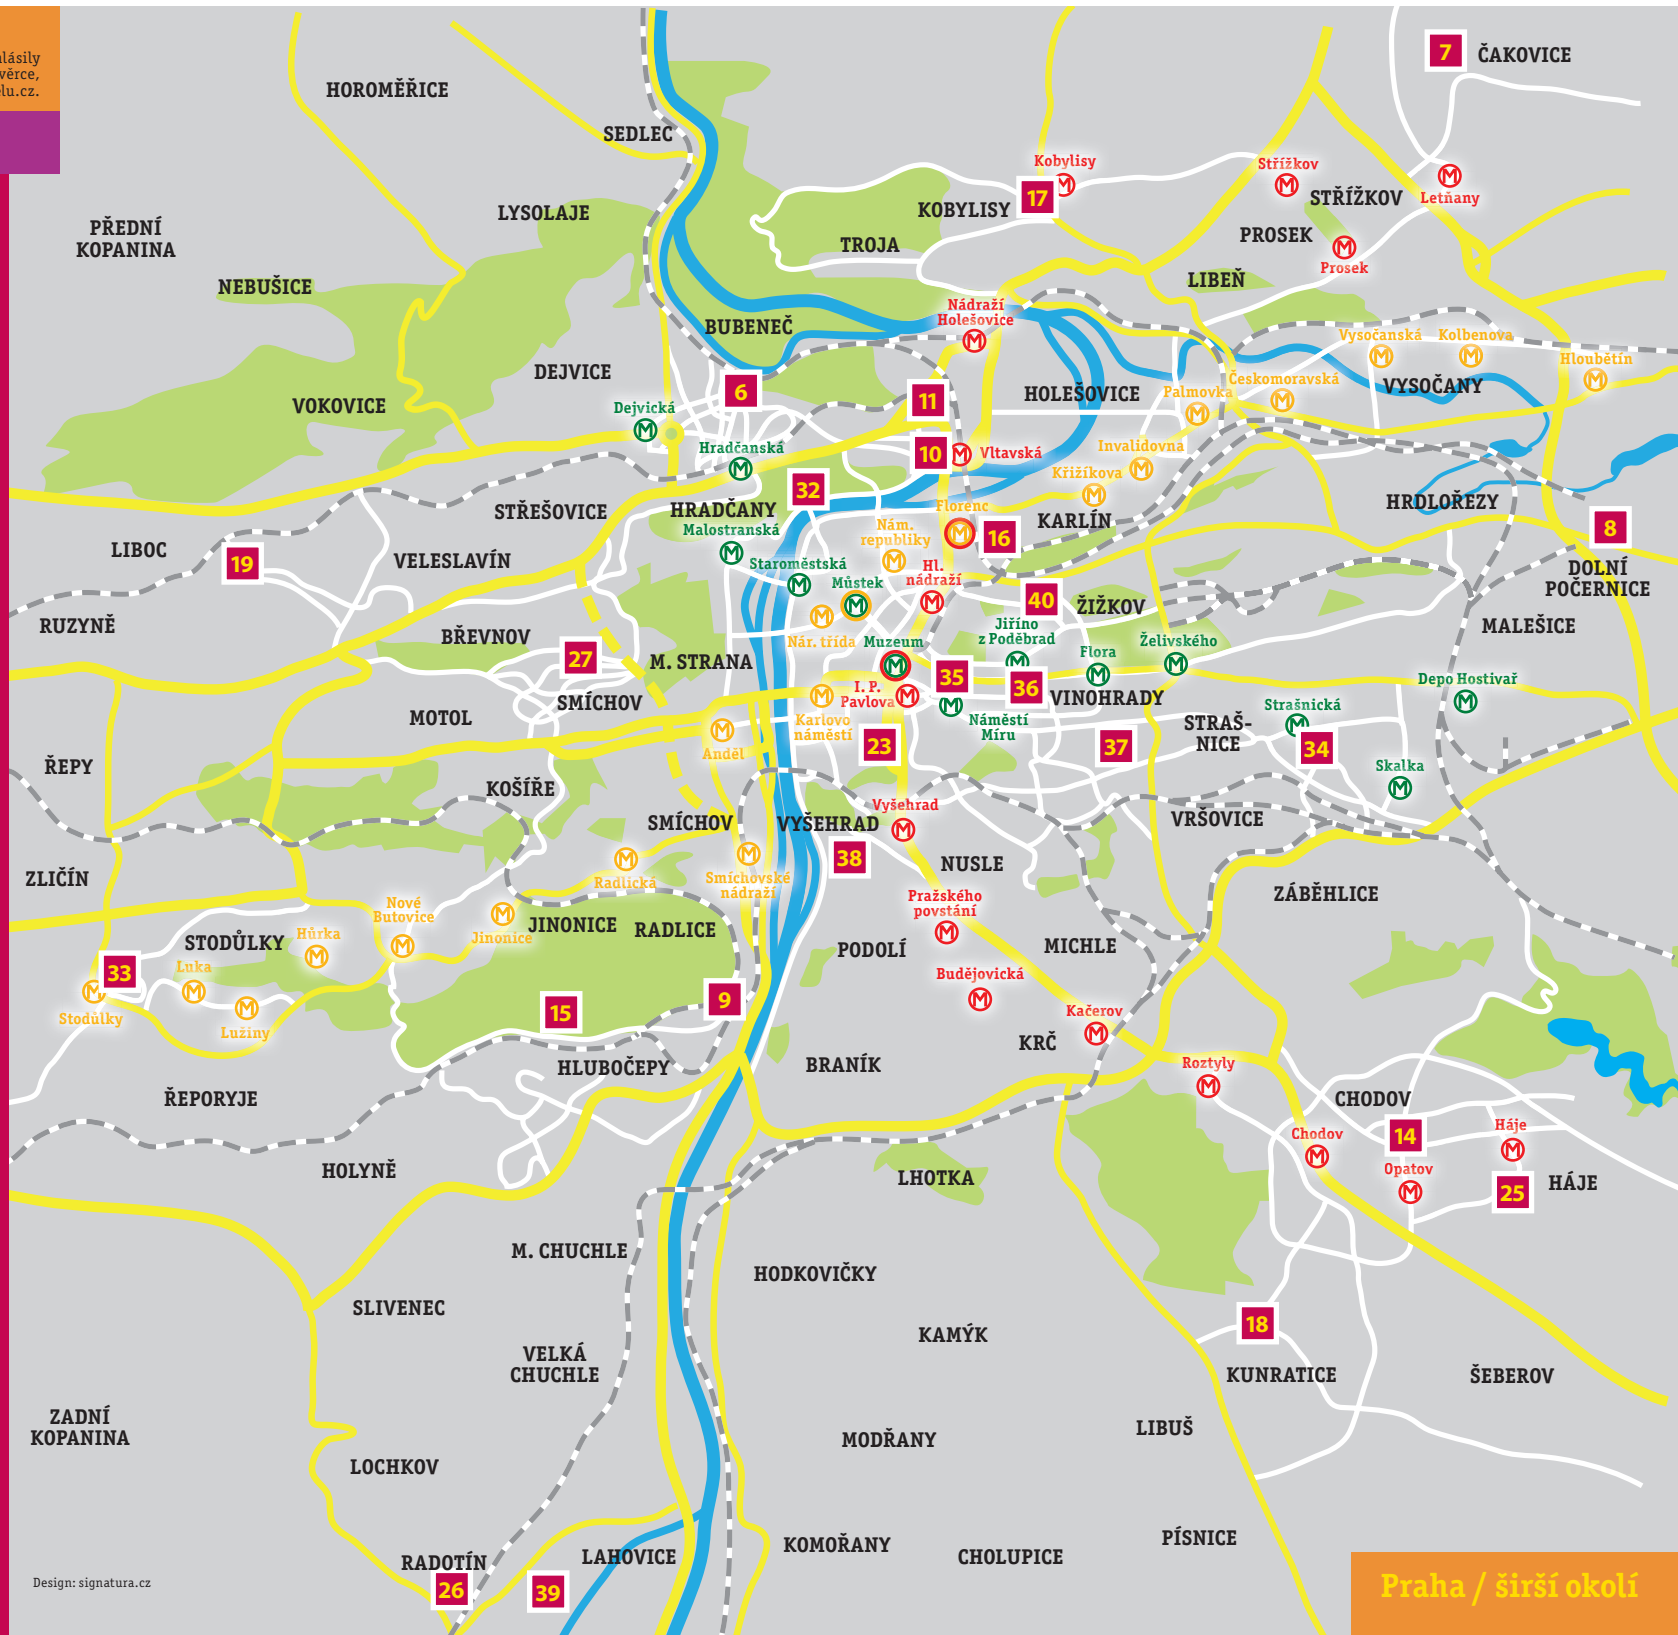 lásily
věrce,
lu.cz.
7
ČAKOVICE
HOROMĚŘICE
SEDLEC
Kobylisy
17
Střížkov
STŘÍŽKOV
Letňany
KOBYLISY
LYSOLAJE
PŘEDNÍ
KOPANINA
TROJA
PROSEK
Prosek
LIBEŇ
NEBUŠICE
Nádraží
Holešovice
BUBENEČ
Vysočanská
Kolbenova
Hloubětín
DEJVICE
6
11
HOLEŠOVICE
Palmovka
Českomoravská
VYSOČANY
VOKOVICE
Dejvická
Hradčanská
10
Vltavská
Invalidovna
Křižíkova
32
STŘEŠOVICE
HRADČANY
Malostranská
Florenc
16
KARLÍN
HRDLOŘEZY
8
Nám.
republiky
LIBOC
19
VELESLAVÍN
Staroměstská
Můstek
Hl.
nádraží
DOLNÍ
POČERNICE
40
ŽIŽKOV
RUZYNĚ
BŘEVNOV
27
M. STRANA
Nár. třída
Muzeum
Jiřího
z Poděbrad
Flora
Želivského
MALEŠICE
SMÍCHOV
35
36
VINOHRADY
I. P.
Pavlova
Depo Hostivař
MOTOL
Karlovo
náměstí
Náměstí
Míru
Strašnická
STRAŠ-
NICE
34
Anděl
23
37
ŘEPY
Skalka
KOŠÍŘE
SMÍCHOV
VYŠEHRAD
Vyšehrad
VRŠOVICE
38
NUSLE
ZLIČÍN
Radlická
Smíchovské
nádraží
ZÁBĚHLICE
Pražského
povstání
Nové
Butovice
Jinonice
JINONICE
RADLICE
STODŮLKY
Hůrka
PODOLÍ
MICHLE
33
Luka
Stodůlky
Lužiny
15
9
Budějovická
Kačerov
KRČ
HLUBOČEPY
BRANÍK
Roztyly
ŘEPORYJE
CHODOV
14
Háje
Chodov
Opatov
25
HÁJE
HOLYNĚ
LHOTKA
M. CHUCHLE
HODKOVIČKY
SLIVENEC
18
KAMÝK
VELKÁ
CHUCHLE
KUNRATICE
ŠEBEROV
ZADNÍ
KOPANINA
MODŘANY
LIBUŠ
LOCHKOV
PÍSNICE
KOMOŘANY
CHOLUPICE
RADOTÍN
LAHOVICE
26
39
Design: signatura.cz
Praha / širší okolí